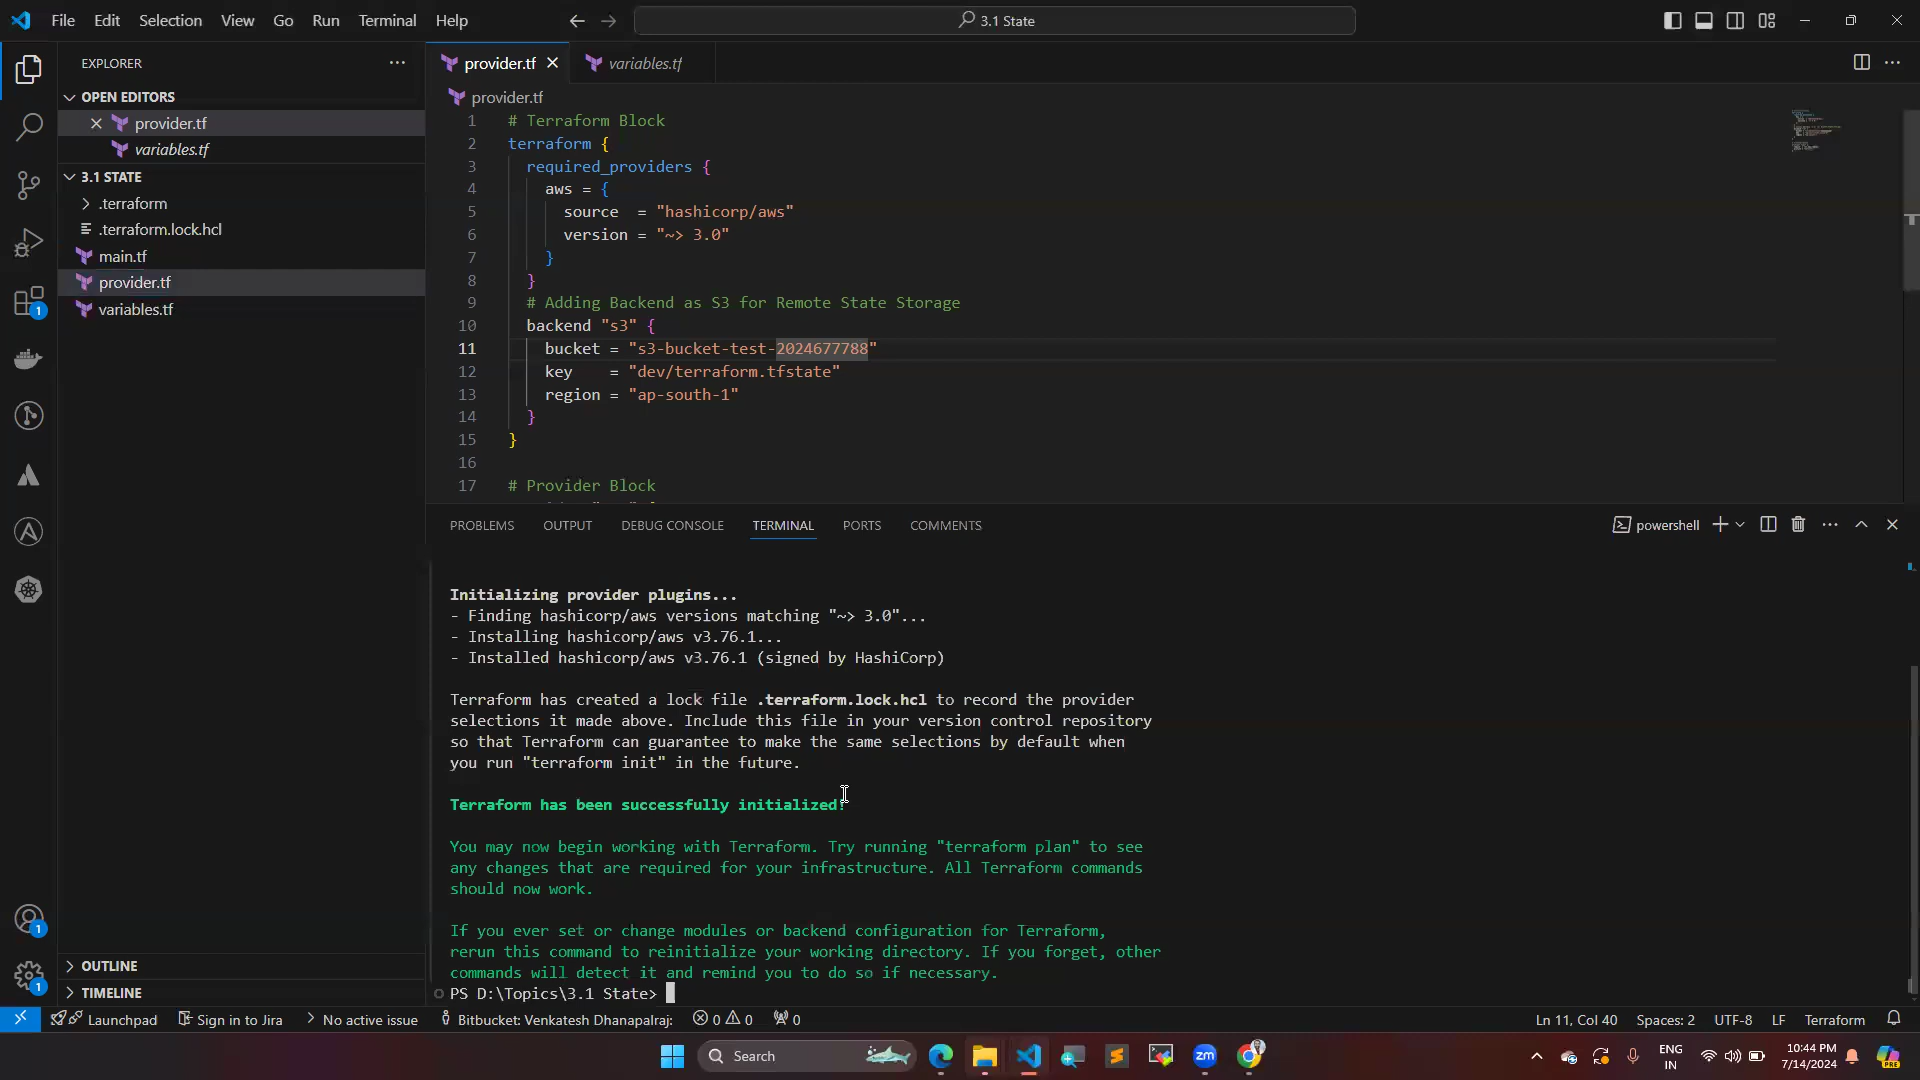 File Edit Selection View Go Run Terminal Help
3.1 State
EXPLORER
OPEN EDITORS
provider.tf
variables.tf
3.1 STATE
.terraform
.terraform.lock.hcl
main.tf
provider.tf
variables.tf
OUTLINE
TIMELINE
1
1
1
provider.tf
variables.tf
provider.tf
1 # Terraform Block
2 terraform {
3 required_providers {
4 aws = {
5 source = "hashicorp/aws"
6 version = "~> 3.0"
7 }
8 }
9 # Adding Backend as S3 for Remote State Storage
10 backend "s3" {
11 bucket = "s3-bucket-test-2024677788"
12 key = "dev/terraform.tfstate"
13 region = "ap-south-1"
14 }
15 }
16
17 # Provider Block
PROBLEMS OUTPUT DEBUG CONSOLE TERMINAL PORTS COMMENTS
powershell
Initializing provider plugins...
- Finding hashicorp/aws versions matching "~> 3.0"...
- Installing hashicorp/aws v3.76.1...
- Installed hashicorp/aws v3.76.1 (signed by HashiCorp)
Terraform has created a lock file .terraform.lock.hcl to record the provider
selections it made above. Include this file in your version control repository
so that Terraform can guarantee to make the same selections by default when
you run "terraform init" in the future.
Terraform has been successfully initialized!
You may now begin working with Terraform. Try running "terraform plan" to see
any changes that are required for your infrastructure. All Terraform commands
should now work.
If you ever set or change modules or backend configuration for Terraform,
rerun this command to reinitialize your working directory. If you forget, other
commands will detect it and remind you to do so if necessary.
PS D:\Topics\3.1 State>
Launchpad Sign in to Jira No active issue Bitbucket: Venkatesh Dhanapalraj: 0 0 0
Ln 11, Col 40 Spaces: 2 UTF-8 LF Terraform
Search
zm
ENG
IN
10:44 PM
7/14/2024
PRE